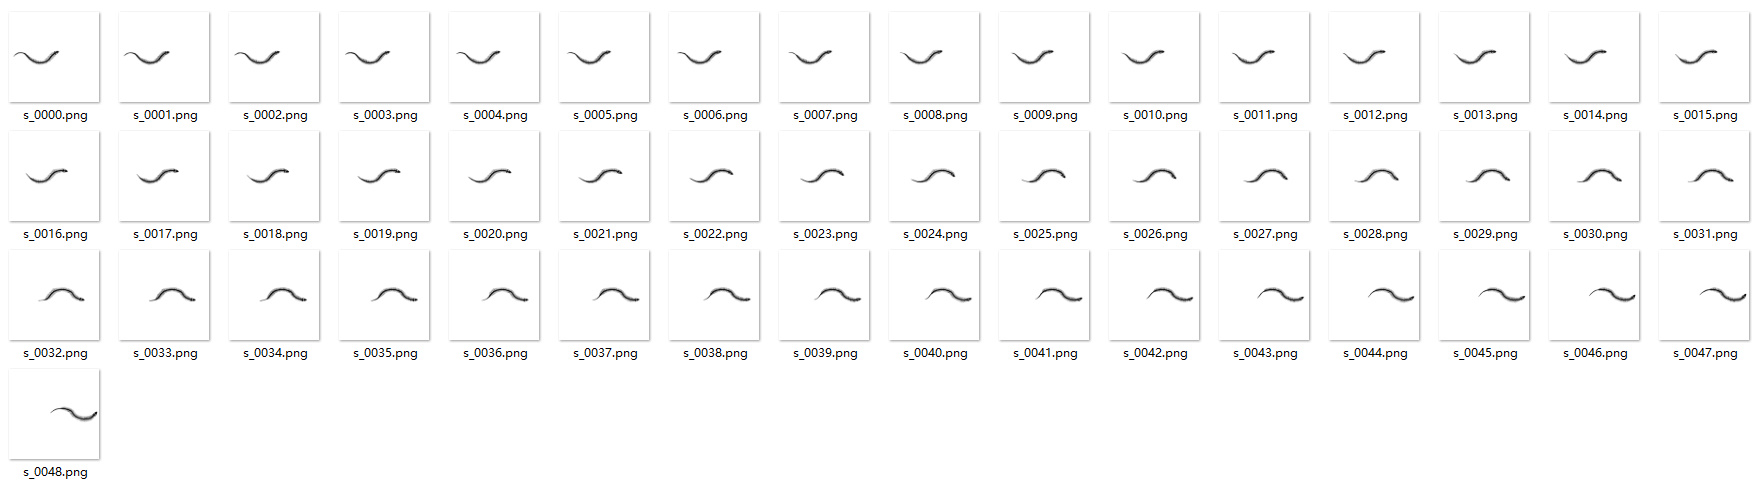 s_0000.png s_0001.png s_0002.png s_0003.png s_0004.png s_0005.png s_0006.png s_0007.png s_0008.png s_0009.png s_0010.png s_0011.png s_0012.png s_0013.png s_0014.png s_0015.png
s_0016.png s_0017.png s_0018.png s_0019.png s_0020.png s_0021.png s_0022.png s_0023.png s_0024.png s_0025.png s_0026.png s_0027.png s_0028.png s_0029.png s_0030.png s_0031.png
s_0032.png s_0033.png s_0034.png s_0035.png s_0036.png s_0037.png s_0038.png s_0039.png s_0040.png s_0041.png s_0042.png s_0043.png s_0044.png s_0045.png s_0046.png s_0047.png
s_0048.png